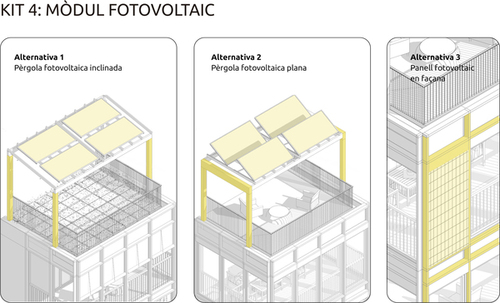 KIT 4: MÒDUL FOTOVOLTAIC
Alternativa 1
Pèrgola fotovoltaica inclinada
Alternativa 2
Pèrgola fotovoltaica plana
Alternativa 3
Panell fotovoltaic
en façana